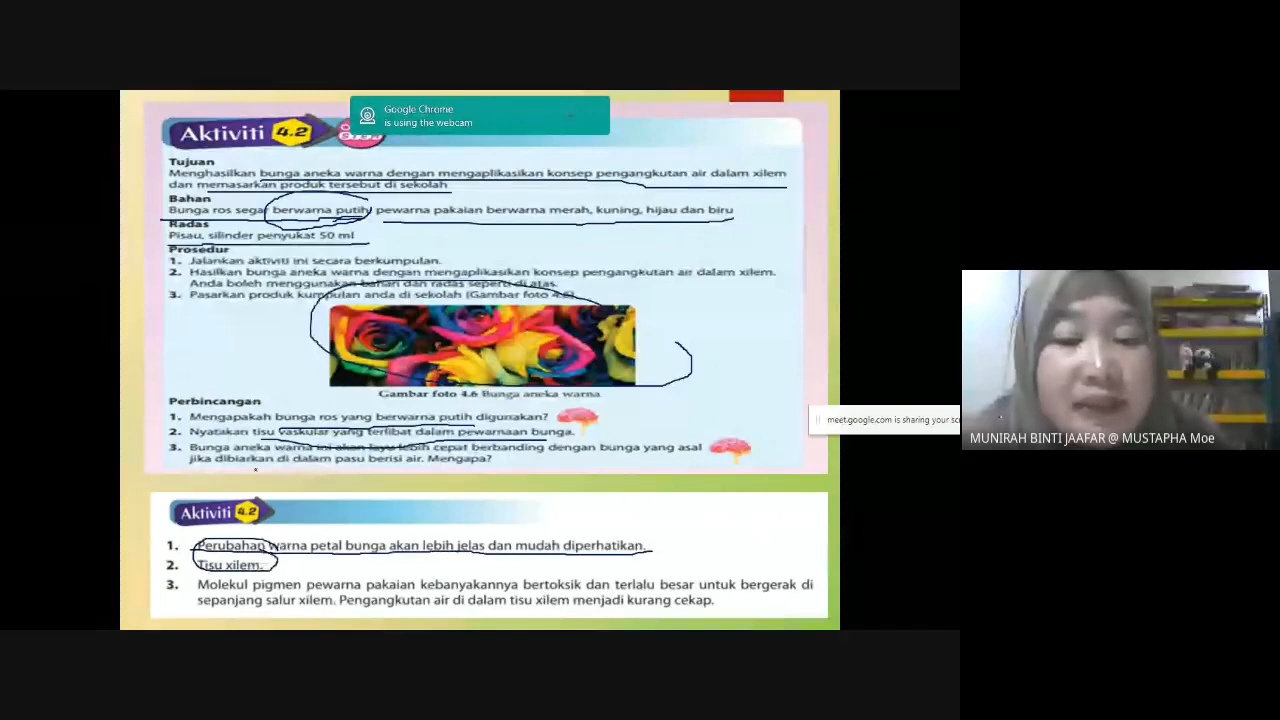 Google Chrome
is using the webcam
Aktiviti 4.2
Tujuan
Menghasilkan bunga aneka warna dengan mengaplikasikan konsep pengangkutan air dalam xilem
dan memasarkan produk tersebut di sekolah
Bahan
Bunga ros segar berwarna putih, pewarna pakaian berwarna merah, kuning, hijau dan biru
Radas
Pisau, silinder penyukat 50 ml
Prosedur
1. Jalankan aktiviti ini secara berkumpulan.
2. Hasilkan bunga aneka warna dengan mengaplikasikan konsep pengangkutan air dalam xilem.
Anda boleh menggunakan bahan dan radas seperti di atas.
3. Pasarkan produk kumpulan anda di sekolah (Gambar foto 4.6).
Gambar foto 4.6 Bunga aneka warna
Perbincangan
1. Mengapakah bunga ros yang berwarna putih digunakan?
2. Nyatakan tisu vaskular yang terlibat dalam pewarnaan bunga.
3. Bunga aneka warna ini akan layu lebih cepat berbanding dengan bunga yang asal
jika dibiarkan di dalam pasu berisi air. Mengapa?
meet.google.com is sharing your
MUNIRAH BINTI JAAFAR @ MUSTAPHA Moe
Aktiviti 4.2
1. Perubahan warna petal bunga akan lebih jelas dan mudah diperhatikan.
2. Tisu xilem.
3. Molekul pigmen pewarna pakaian kebanyakannya bertoksik dan terlalu besar untuk bergerak di
sepanjang salur xilem. Pengangkutan air di dalam tisu xilem menjadi kurang cekap.